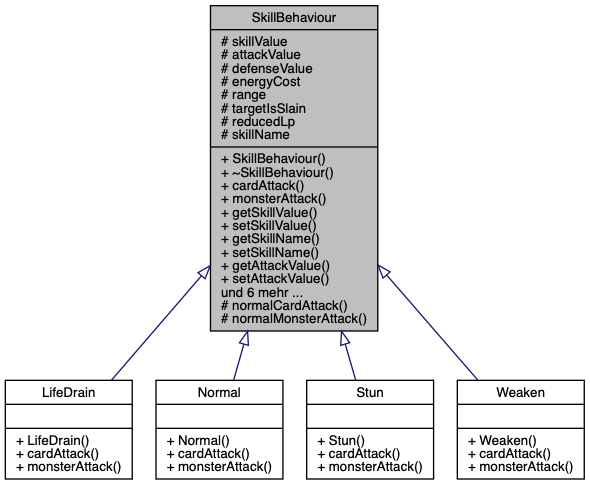 SkillBehaviour
# skillValue
# attackValue
# defenseValue
# energyCost
# range
# targetIsSlain
# reducedLp
# skillName
+ SkillBehaviour()
+ ~SkillBehaviour()
+ cardAttack()
+ monsterAttack()
+ getSkillValue()
+ setSkillValue()
+ getSkillName()
+ setSkillName()
+ getAttackValue()
+ setAttackValue()
und 6 mehr ...
# normalCardAttack()
# normalMonsterAttack()
LifeDrain
+ LifeDrain()
+ cardAttack()
+ monsterAttack()
Normal
+ Normal()
+ cardAttack()
+ monsterAttack()
Stun
+ Stun()
+ cardAttack()
+ monsterAttack()
Weaken
+ Weaken()
+ cardAttack()
+ monsterAttack()